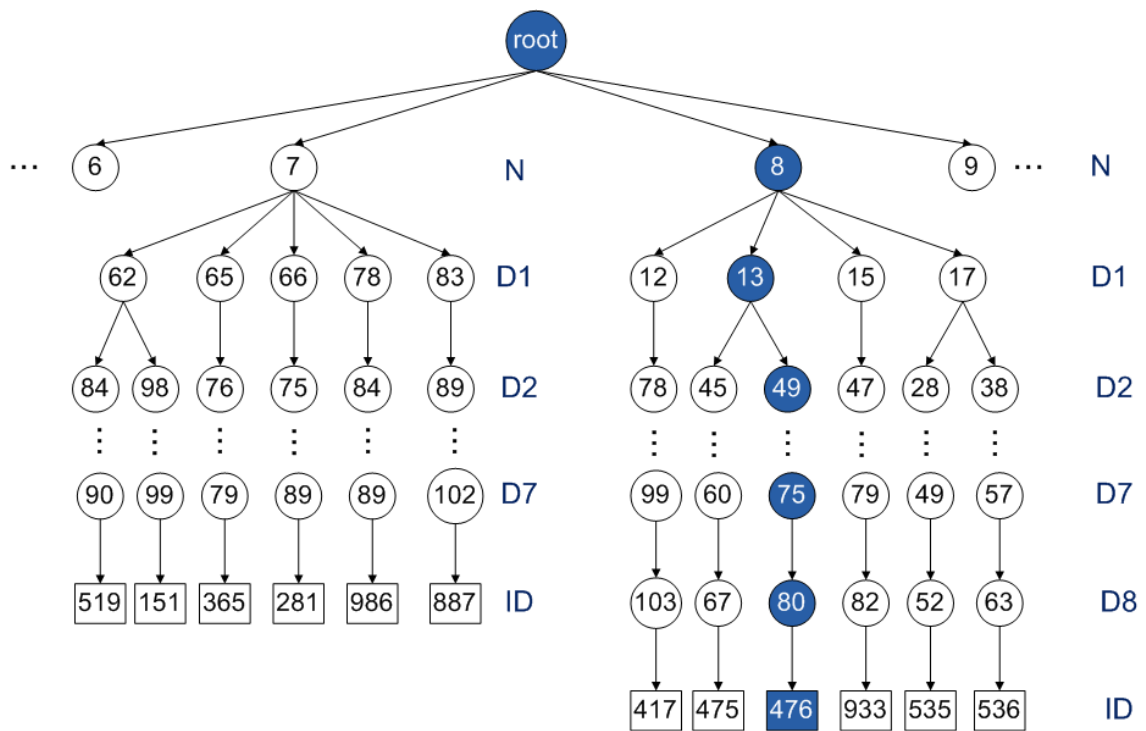 root
... 6 7 N 8 9 ... N
62 65 66 78 83 D1 12 13 15 17 D1
84 98 76 75 84 89 D2 78 45 49 47 28 38 D2
⋮ ⋮ ⋮ ⋮ ⋮ ⋮ ⋮ ⋮ ⋮ ⋮ ⋮ ⋮
90 99 79 89 89 102 D7 99 60 75 79 49 57 D7
519 151 365 281 986 887 ID 103 67 80 82 52 63 D8
417 475 476 933 535 536 ID